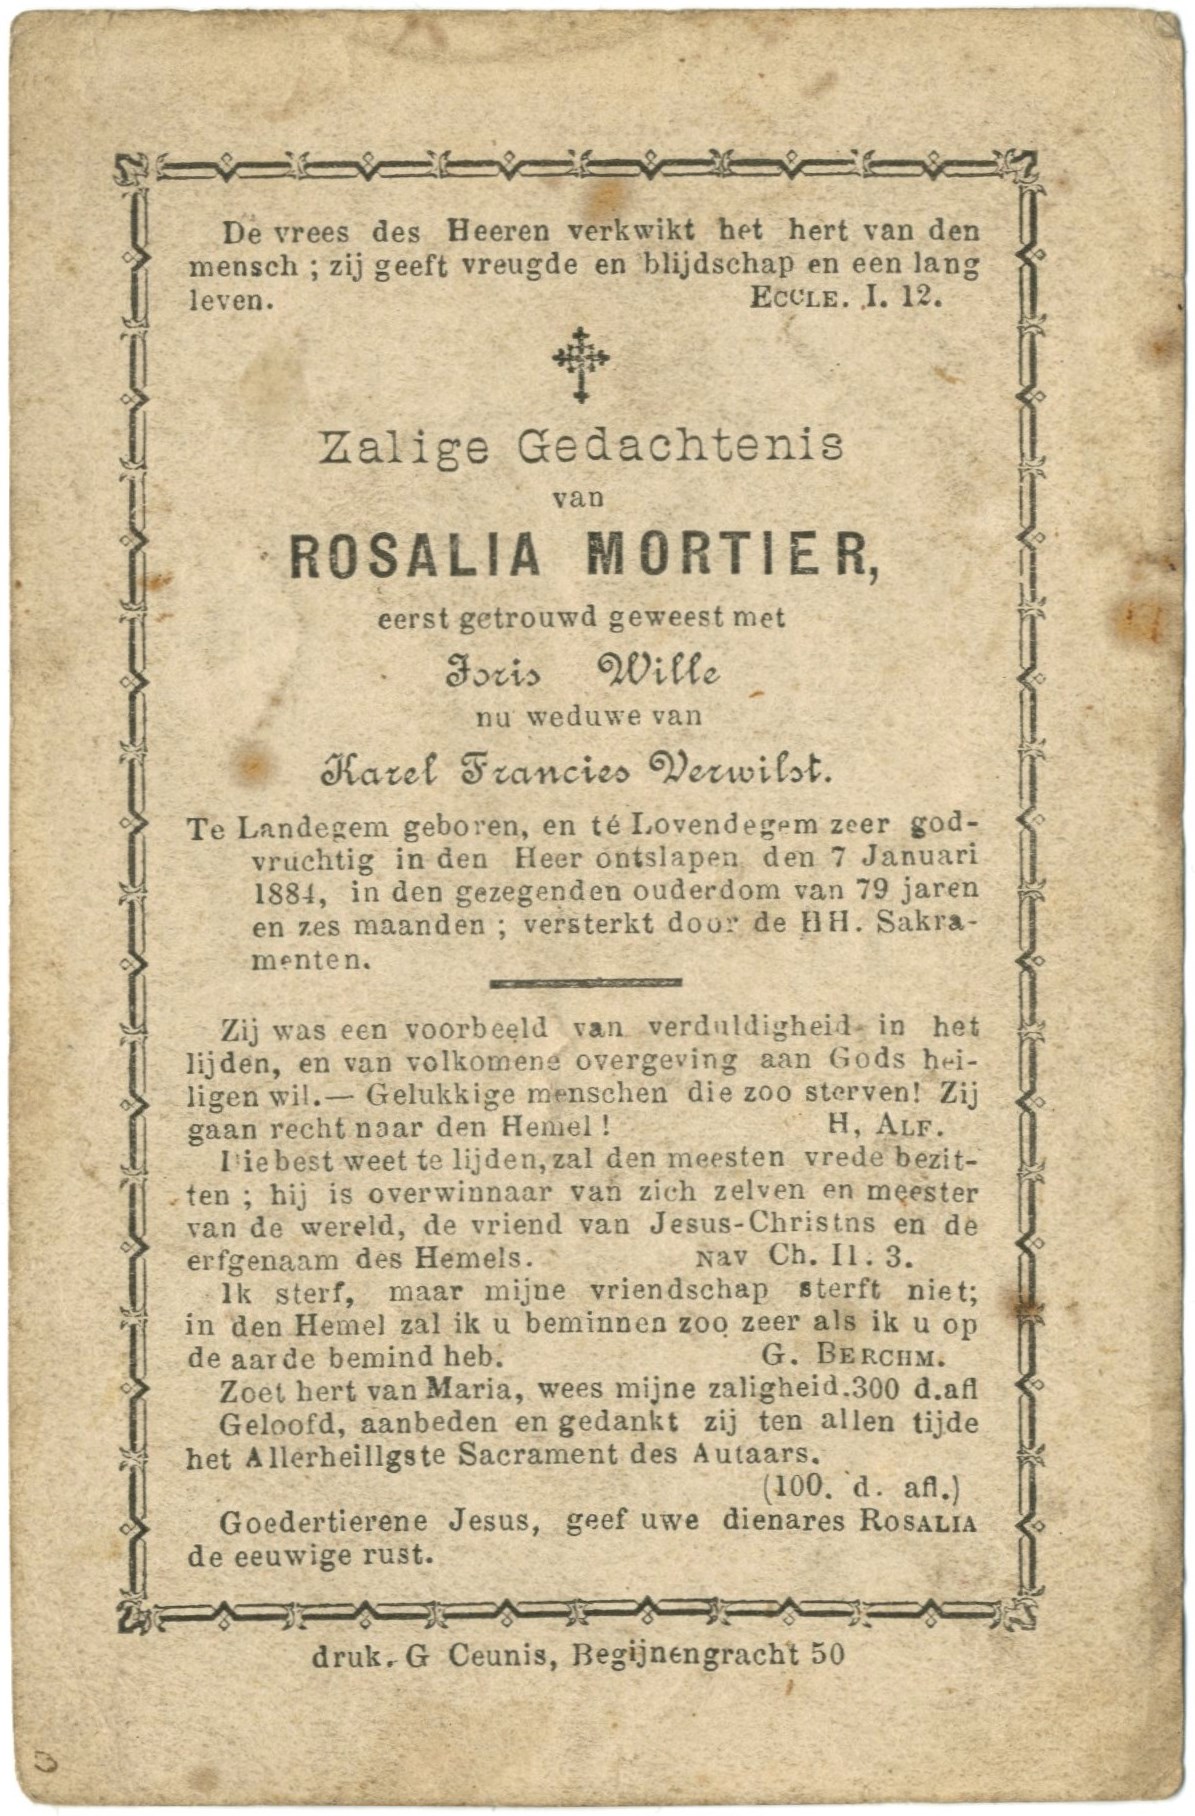 De vrees des Heeren verkwikt het hert van den
mensch ; zij geeft vreugde en blijdschap en een lang
leven. ECCLE. I. 12.
Zalige Gedachtenis
van
ROSALIA MORTIER,
eerst getrouwd geweest met
Joris Wille
nu weduwe van
Karel Francies Verwilst.
Te Landegem geboren, en té Lovendegem zeer god-
vruchtig in den Heer ontslapen den 7 Januari
1884, in den gezegenden ouderdom van 79 jaren
en zes maanden ; versterkt door de HH. Sakra-
menten.
Zij was een voorbeeld van verduldigheid in het
lijden, en van volkomene overgeving aan Gods hei-
ligen wil.— Gelukkige menschen die zoo sterven! Zij
gaan recht naar den Hemel ! H, ALF.
Die best weet te lijden, zal den meesten vrede bezit-
ten ; hij is overwinnaar van zich zelven en meester
van de wereld, de vriend van Jesus-Christns en de
erfgenaam des Hemels. NAV Ch. II. 3.
Ik sterf, maar mijne vriendschap sterft niet;
in den Hemel zal ik u beminnen zoo zeer als ik u op
de aarde bemind heb. G. BERCHM.
Zoet hert van Maria, wees mijne zaligheid.300 d.afl
Geloofd, aanbeden en gedankt zij ten allen tijde
het Allerheillgste Sacrament des Autaars.
(100. d. afl.)
Goedertierene Jesus, geef uwe dienares ROSALIA
de eeuwige rust.
druk. G Ceunis, Begijnengracht 50